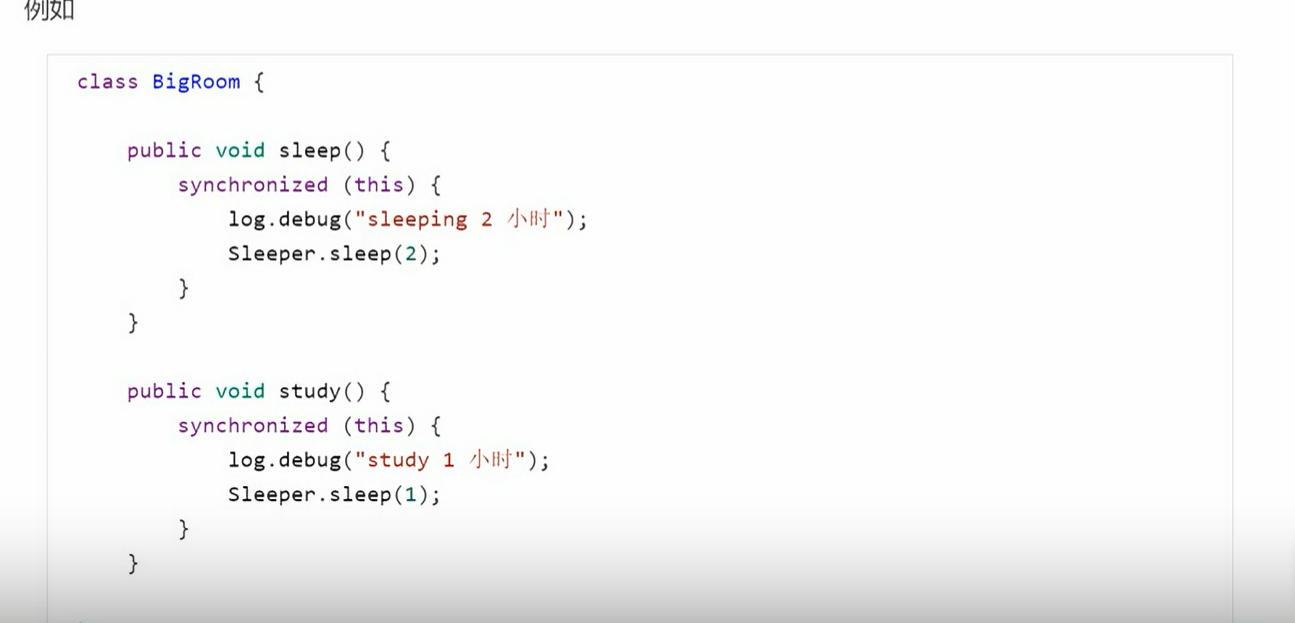 例如
class BigRoom {
public void sleep() {
synchronized (this) {
log.debug("sleeping 2 小时");
Sleeper.sleep(2);
}
}
public void study() {
synchronized (this) {
log.debug("study 1 小时");
Sleeper.sleep(1);
}
}